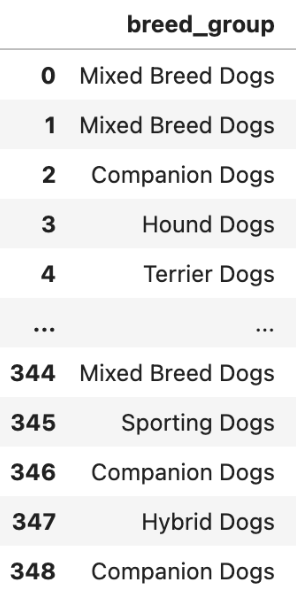 breed_group
0 Mixed Breed Dogs
1 Mixed Breed Dogs
2 Companion Dogs
3 Hound Dogs
4 Terrier Dogs
... ...
344 Mixed Breed Dogs
345 Sporting Dogs
346 Companion Dogs
347 Hybrid Dogs
348 Companion Dogs